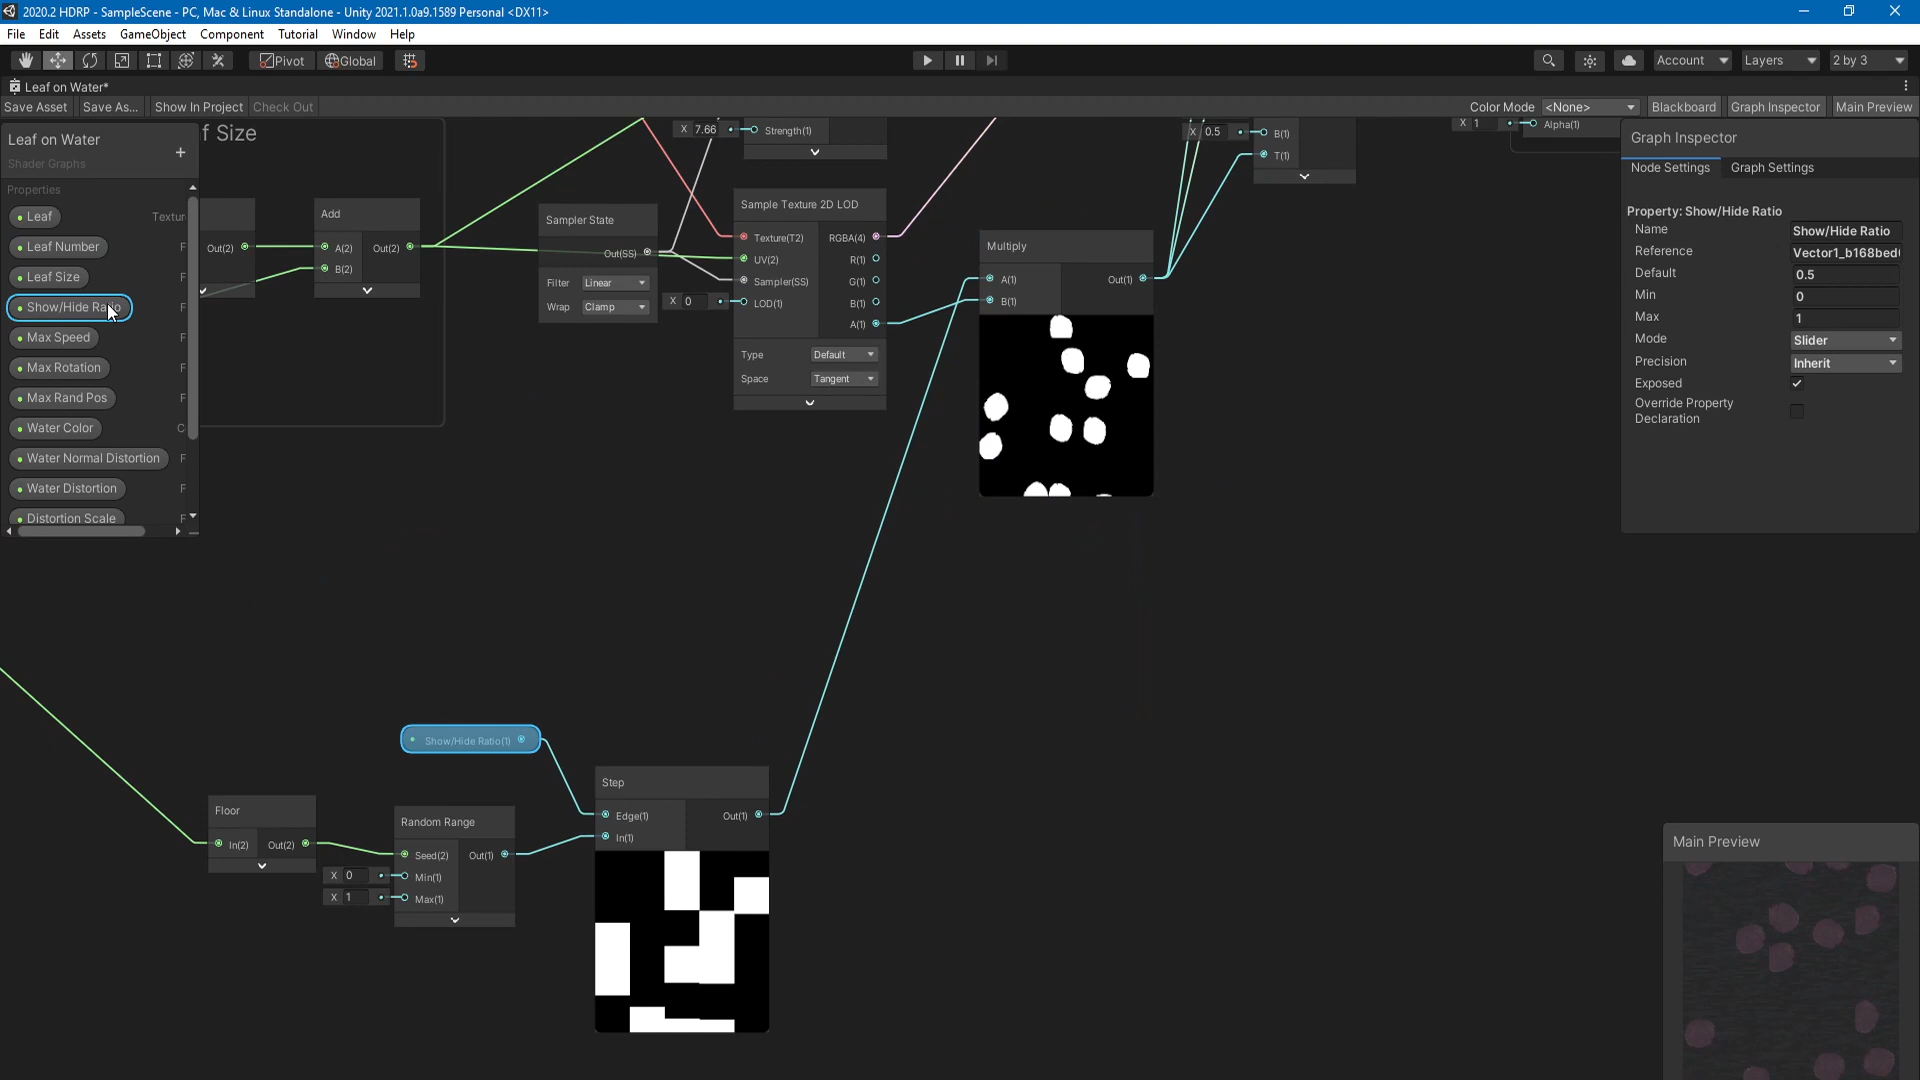 2020.2 HDRP - SampleScene - PC, Mac & Linux Standalone - Unity 2021.1.0a9.1589 Personal <DX11>
File Edit Assets GameObject Component Tutorial Window Help
Pivot Global Account Layers 2 by 3
Leaf on Water*
Save Asset Save As... Show In Project Check Out Color Mode <None> Blackboard Graph Inspector Main Preview
Leaf on Water
Shader Graphs
Properties
Leaf Textur
Leaf Number F
Leaf Size F
Show/Hide Ratio F
Max Speed F
Max Rotation F
Max Rand Pos F
Water Color C
Water Normal Distortion F
Water Distortion F
Distortion Scale F
f Size
Out(2)
Add
A(2) Out(2)
B(2)
X 7.66 Strength(1)
Sampler State
Out(SS)
Filter Linear
Wrap Clamp
Sample Texture 2D LOD
Texture(T2) RGBA(4)
UV(2) R(1)
Sampler(SS) G(1)
X 0 LOD(1) B(1)
A(1)
Type Default
Space Tangent
Multiply
A(1) Out(1)
B(1)
X 0.5 B(1)
T(1)
X 1 Alpha(1)
Graph Inspector
Node Settings Graph Settings
Property: Show/Hide Ratio
Name Show/Hide Ratio
Reference Vector1_b168bed
Default 0.5
Min 0
Max 1
Mode Slider
Precision Inherit
Exposed
Override Property
Declaration
Show/Hide Ratio(1)
Floor
In(2) Out(2)
Random Range
Seed(2) Out(1)
X 0 Min(1)
X 1 Max(1)
Step
Edge(1) Out(1)
In(1)
Main Preview